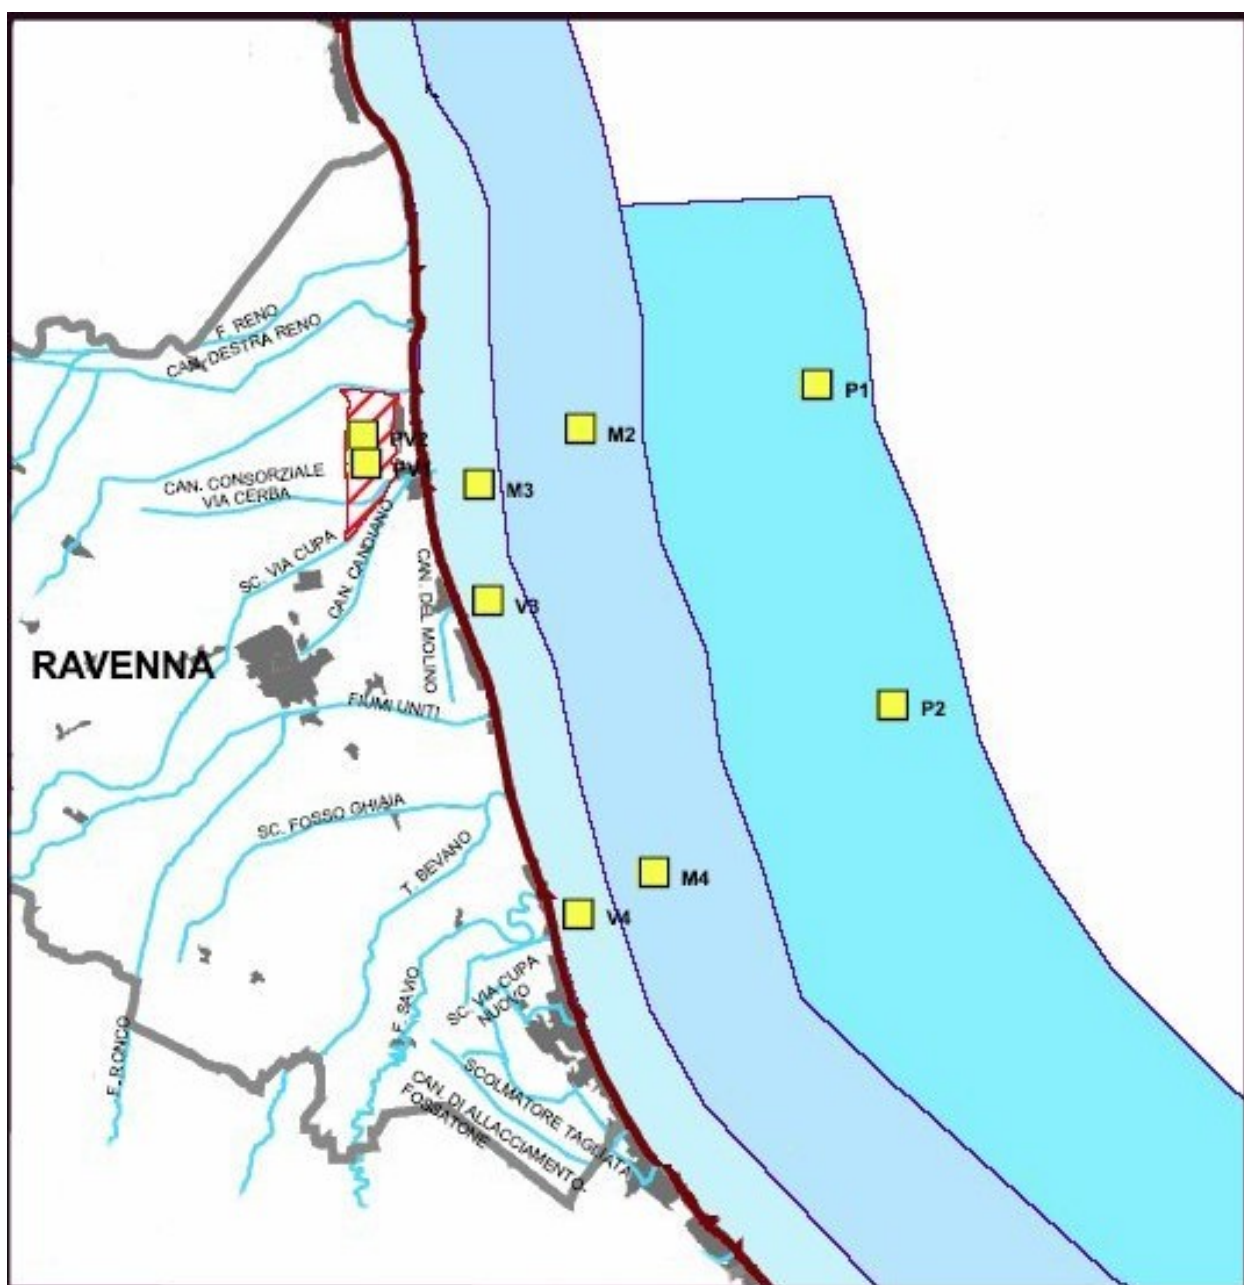 F. RENO
CAN. DESTRA RENO
P1
M2
PV2
PV1
CAN. CONSORZIALE
VIA CERBA
M3
SC. VIA CUPA
CAN. CANDIANO
CAN. DEL MOLINO
V3
RAVENNA
FIUMI UNITI
P2
SC. FOSSO GHIAIA
T. BEVANO
M4
V4
F. SAVIO
SC. VIA CUPA
NUOVO
F. RONCO
SCOLMATORE TAGLIATA
CAN. DI ALLACCIAMENTO-
FOSSATONE